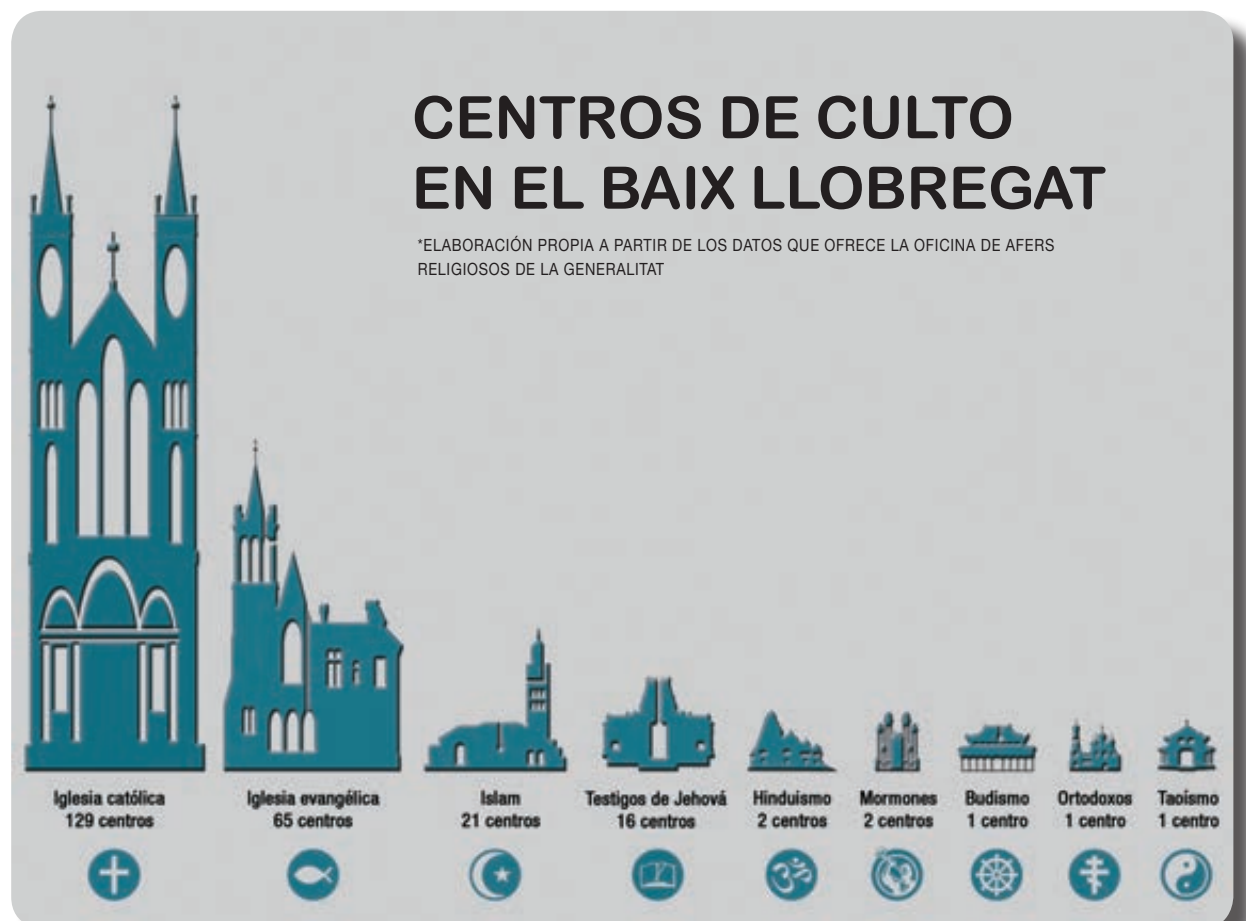 CENTROS DE CULTO
EN EL BAIX LLOBREGAT
*ELABORACIÓN PROPIA A PARTIR DE LOS DATOS QUE OFRECE LA OFICINA DE AFERS
RELIGIOSOS DE LA GENERALITAT
Iglesia católica
129 centros
Iglesia evangélica
65 centros
Islam
21 centros
Testigos de Jehová
16 centros
Hinduismo
2 centros
Mormones
2 centros
Budismo
1 centro
Ortodoxos
1 centro
Taoísmo
1 centro